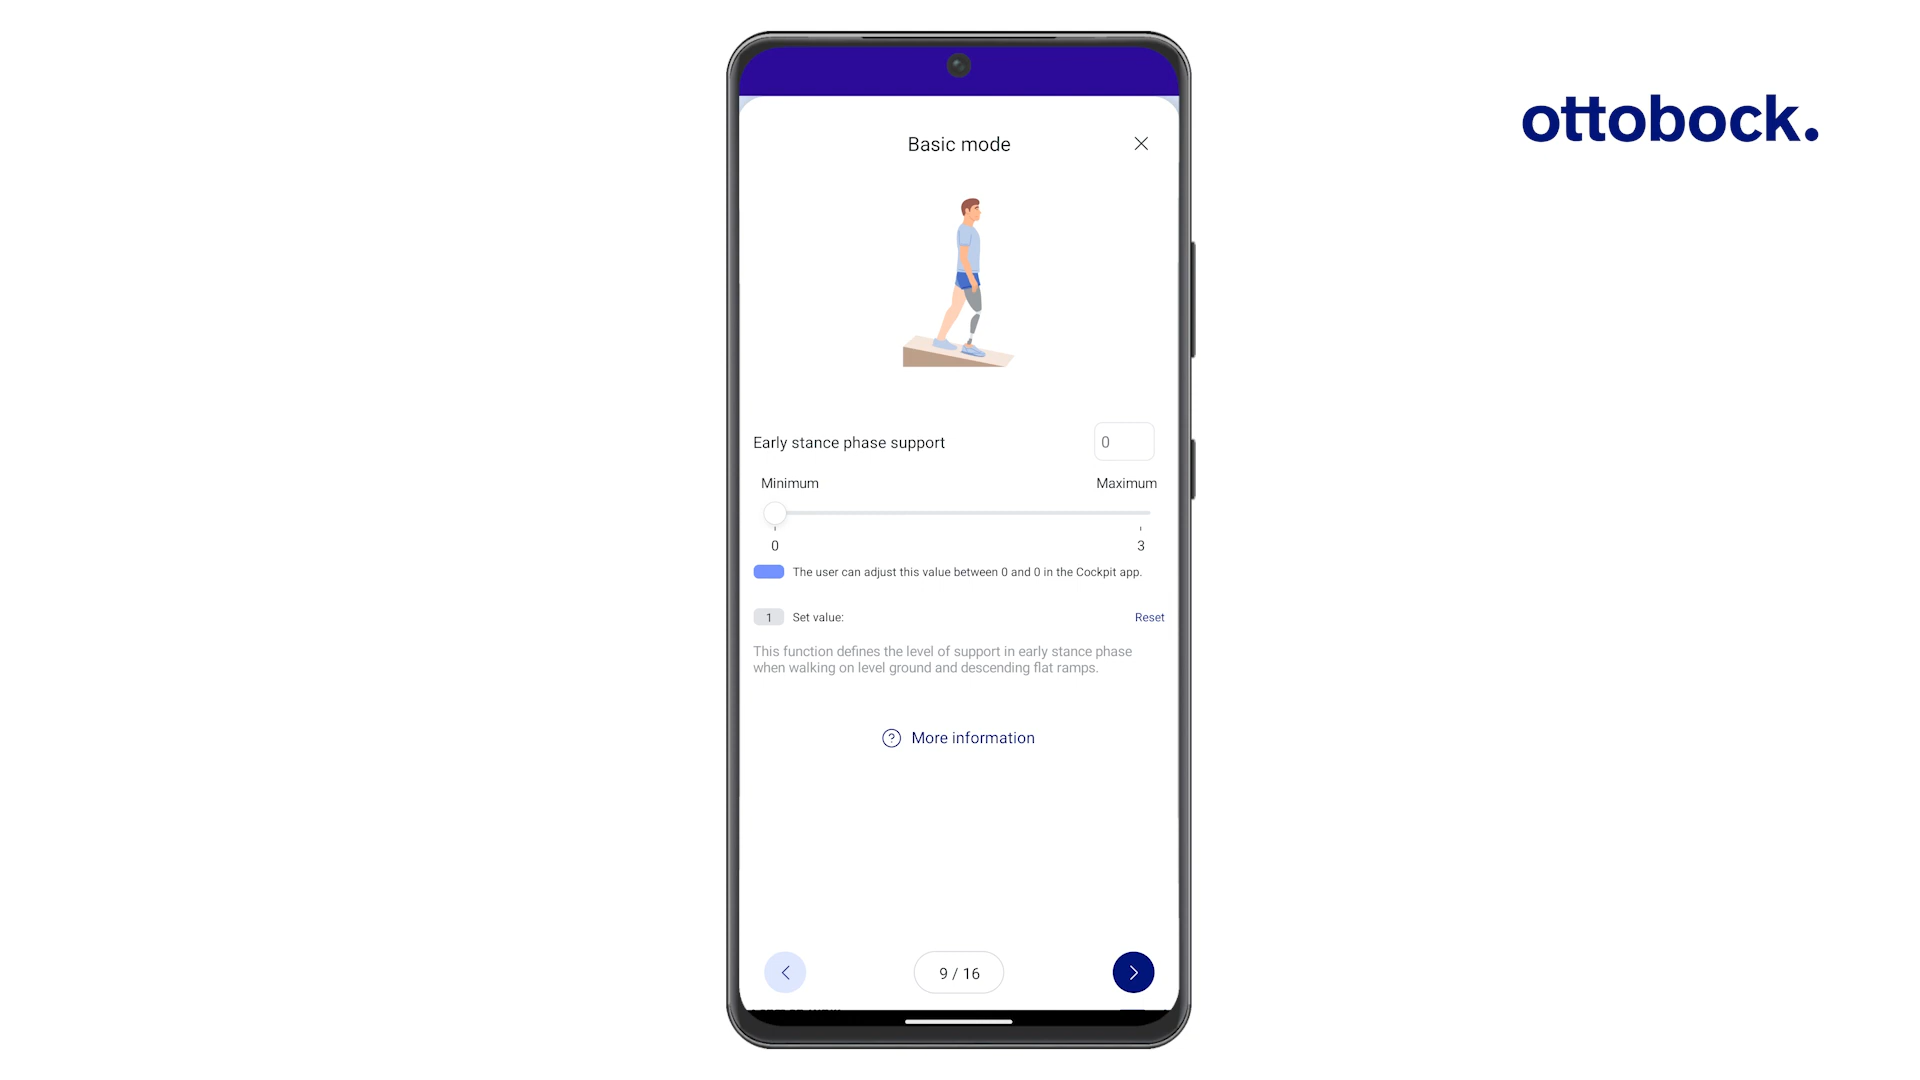 ottobock.
Basic mode
Early stance phase support
0
Minimum
Maximum
0
3
The user can adjust this value between 0 and 0 in the Cockpit app.
1
Set value:
Reset
This function defines the level of support in early stance phase
when walking on level ground and descending flat ramps.
? More information
9 / 16